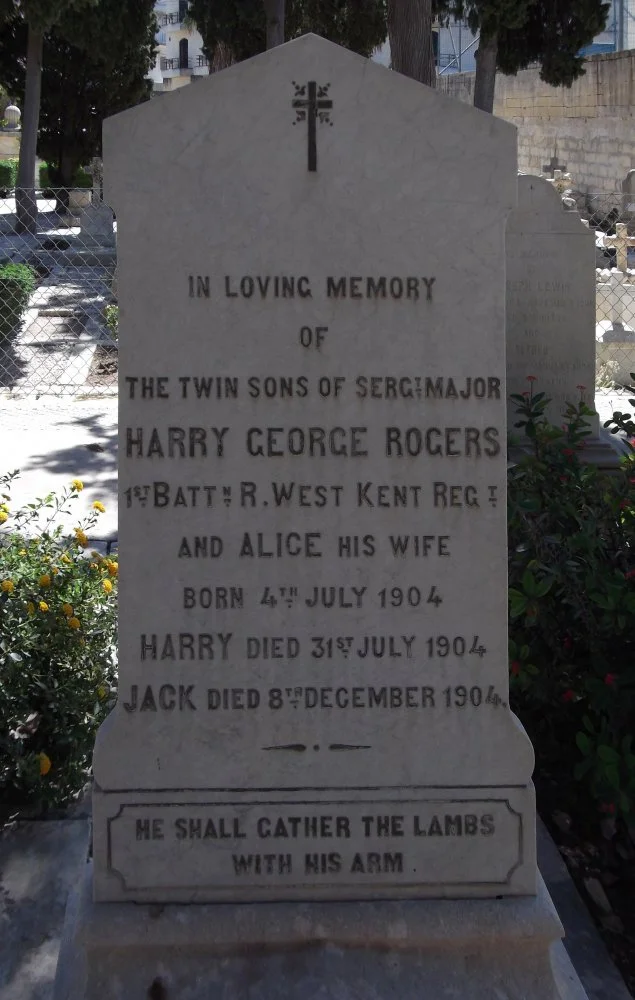 IN LOVING MEMORY
OF
THE TWIN SONS OF SERGT. MAJOR
HARRY GEORGE ROGERS
1ST BATTN R. WEST KENT REGT
AND ALICE HIS WIFE
BORN 4TH JULY 1904
HARRY DIED 31ST JULY 1904
JACK DIED 8TH DECEMBER 1904.
HE SHALL GATHER THE LAMBS
WITH HIS ARM
LEWIS